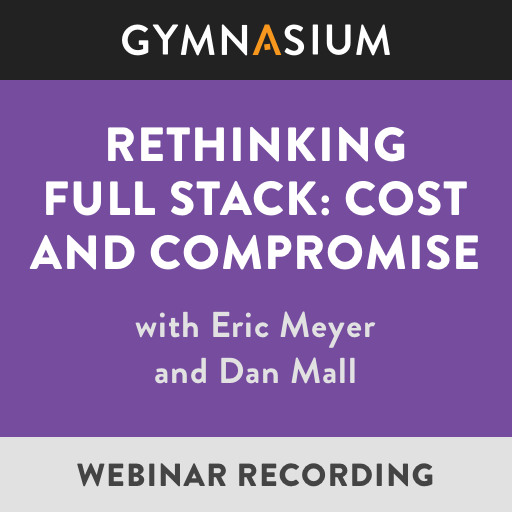 GYMNASIUM
RETHINKING
FULL STACK: COST
AND COMPROMISE
with Eric Meyer
and Dan Mall
WEBINAR RECORDING